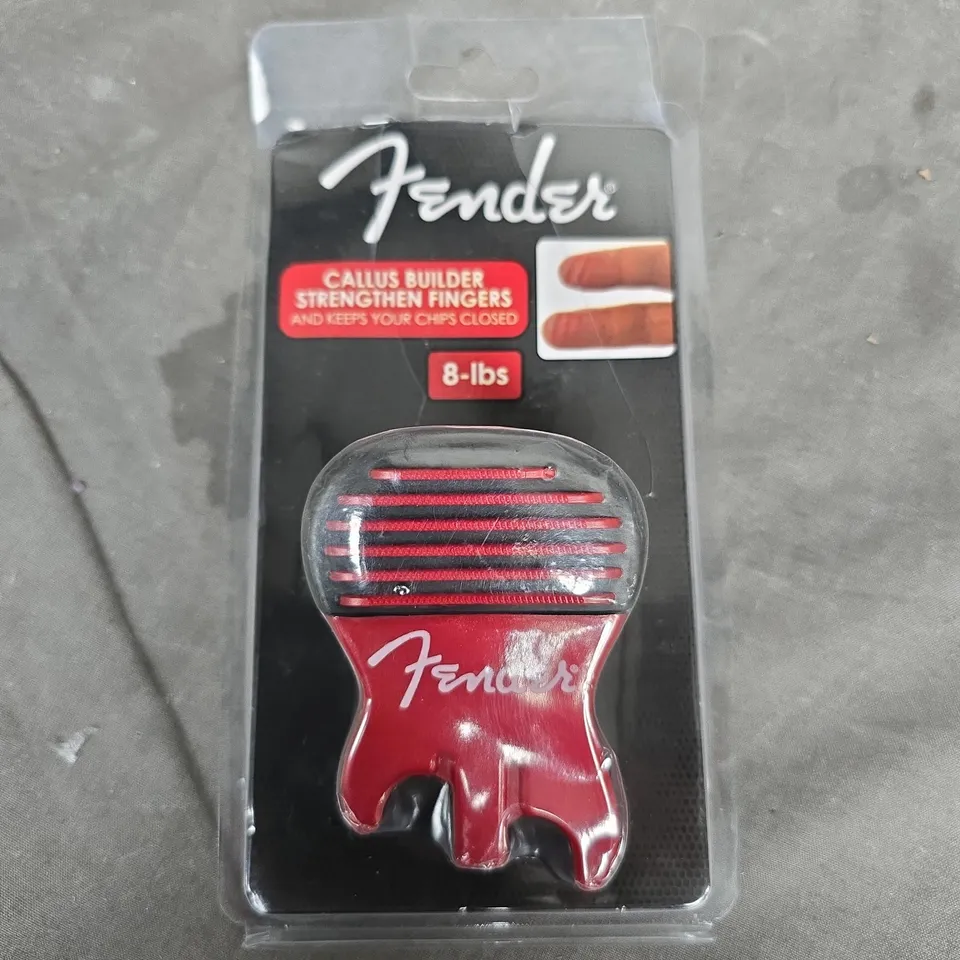 Fender®
CALLUS BUILDER
STRENGTHEN FINGERS
AND KEEPS YOUR CHIPS CLOSED
8-lbs
Fender